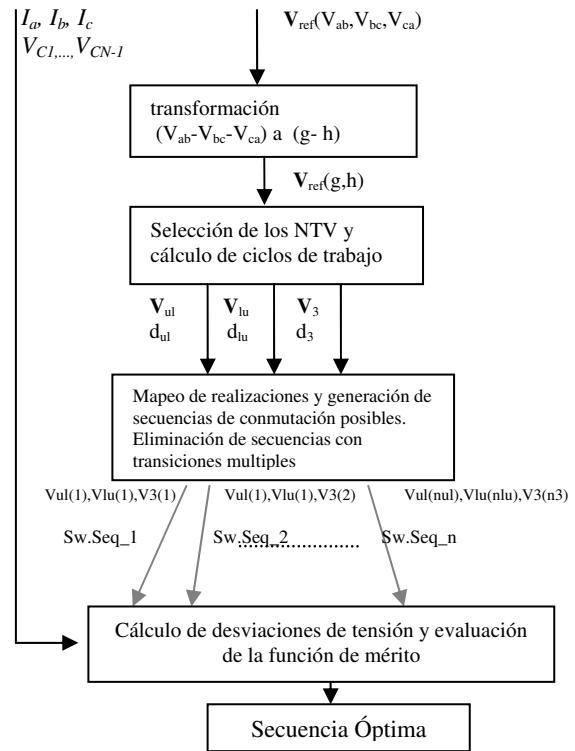 I_a, I_b, I_c
V_C1,...,V_CN-1
V_ref(V_ab,V_bc,V_ca)
transformación
(V_ab-V_bc-V_ca) a (g- h)
V_ref(g,h)
Selección de los NTV y
cálculo de ciclos de trabajo
V_ul V_lu V_3
d_ul d_lu d_3
Mapeo de realizaciones y generación de
secuencias de conmutación posibles.
Eliminación de secuencias con
transiciones multiples
Vul(1),Vlu(1),V3(1) Vul(1),Vlu(1),V3(2) Vul(nul),Vlu(nlu),V3(n3)
Sw.Seq_1 Sw.Seq_2 .................... Sw.Seq_n
Cálculo de desviaciones de tensión y evaluación
de la función de mérito
Secuencia Óptima